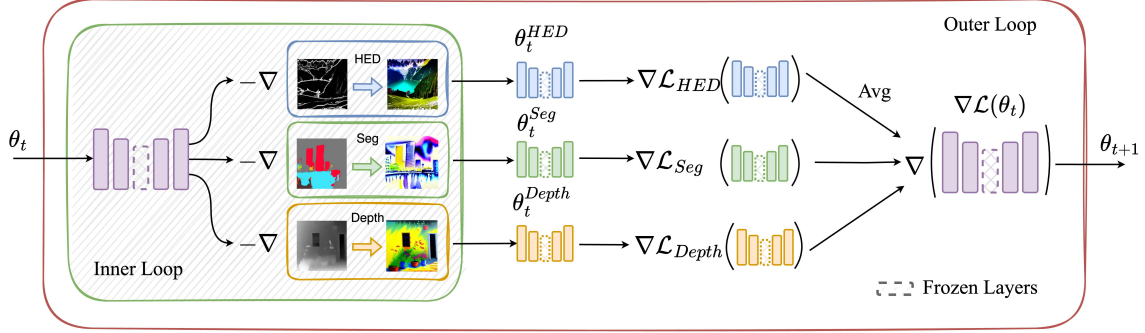 Outer Loop
θ_t
Inner Loop
−∇
HED
θ_t^{HED}
∇ℒ_{HED}
−∇
Seg
θ_t^{Seg}
∇ℒ_{Seg}
−∇
Depth
θ_t^{Depth}
∇ℒ_{Depth}
Avg
∇
∇ℒ(θ_t)
θ_{t+1}
Frozen Layers